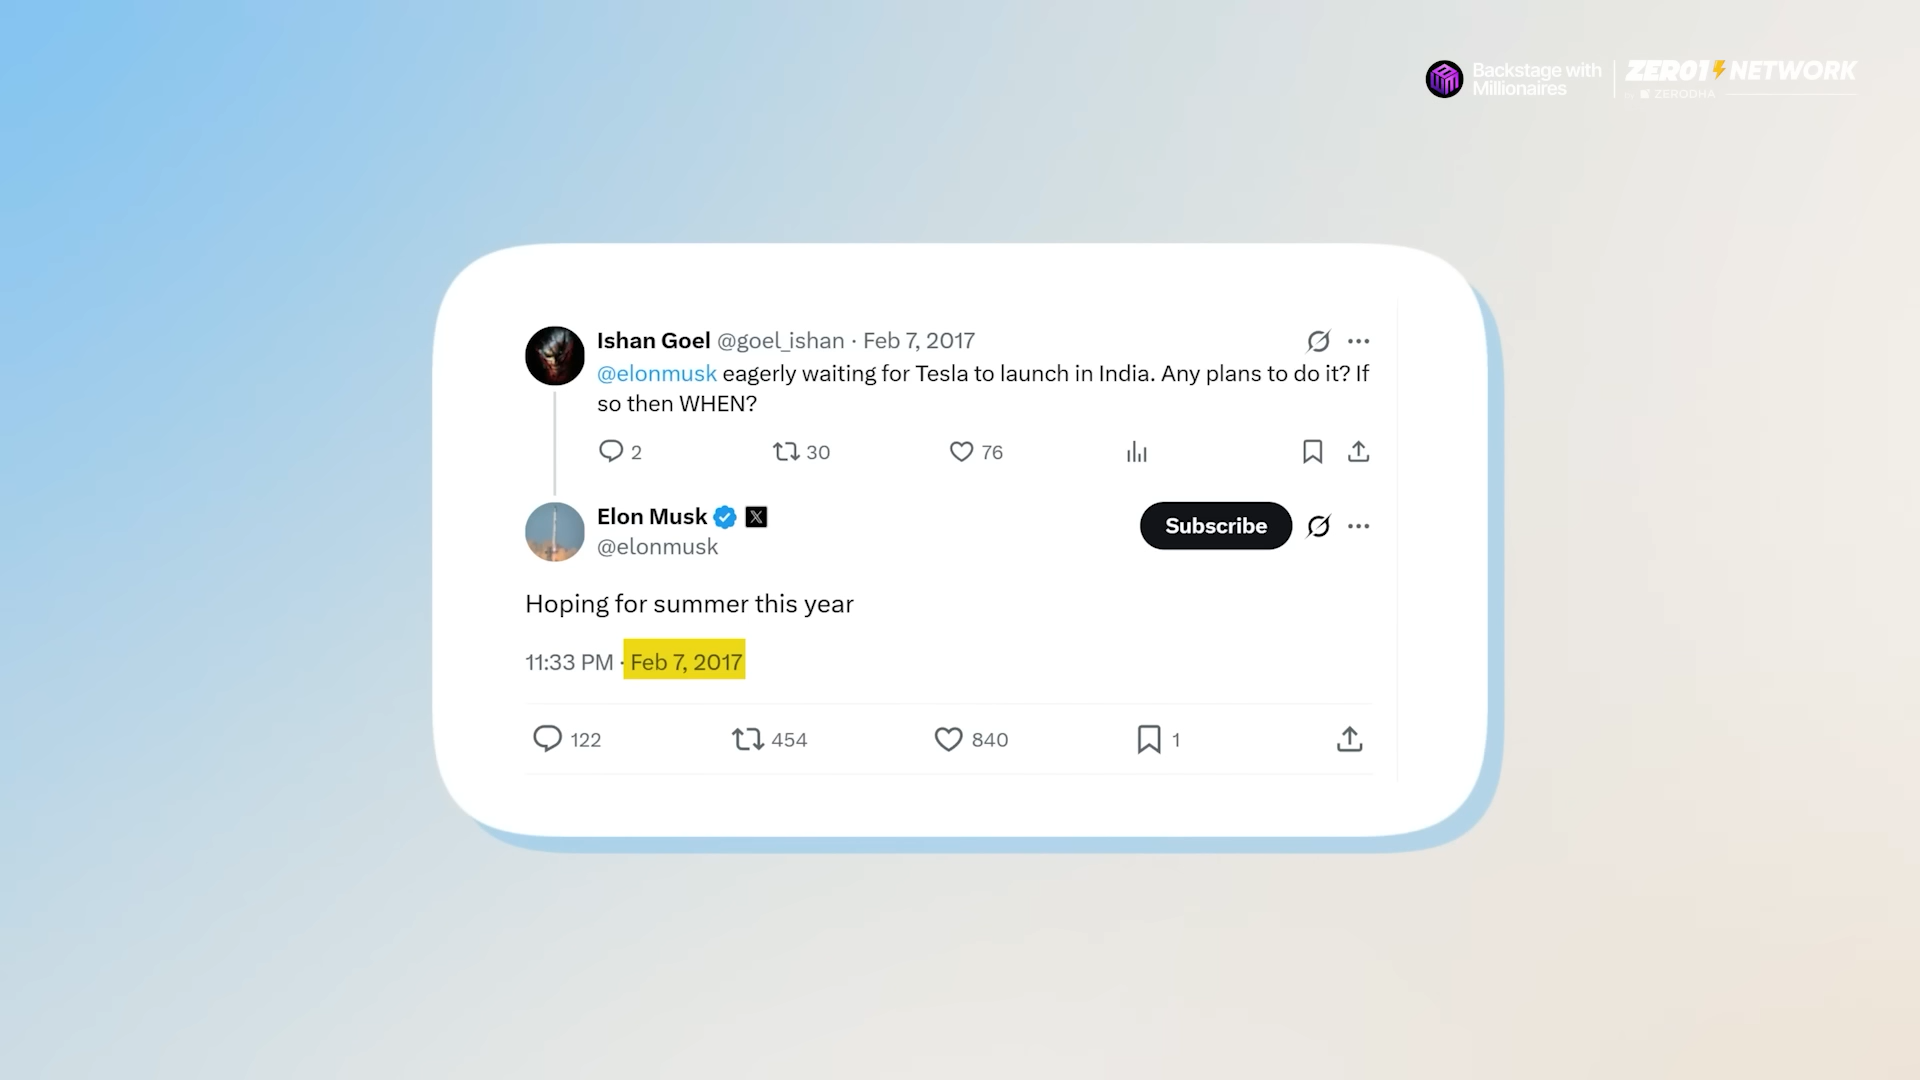 Backstage with
Millionaires
ZERO1 NETWORK
ZERODHA
Ishan Goel @goel_ishan · Feb 7, 2017
@elonmusk eagerly waiting for Tesla to launch in India. Any plans to do it? If
so then WHEN?
2 30 76
Elon Musk
@elonmusk
Subscribe
Hoping for summer this year
11:33 PM · Feb 7, 2017
122 454 840 1